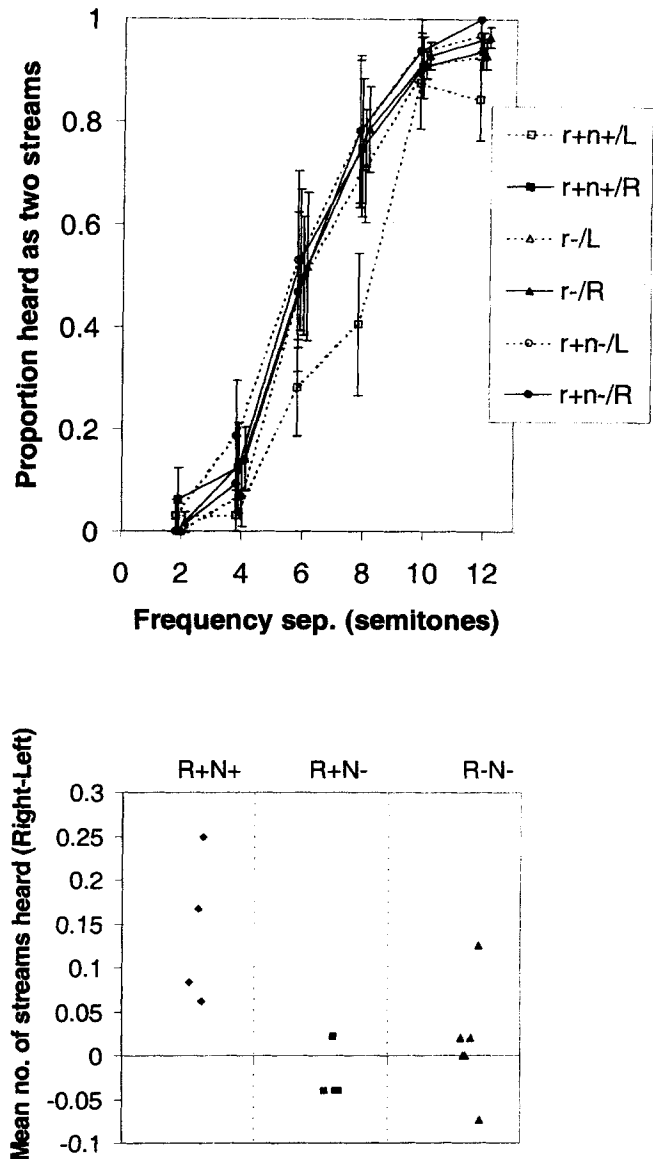 1
0.8
0.6
0.4
0.2
0
Proportion heard as two streams
0 2 4 6 8 10 12
Frequency sep. (semitones)
r+n+/L
r+n+/R
r-/L
r-/R
r+n-/L
r+n-/R
R+N+ R+N- R-N-
0.3
0.25
0.2
0.15
0.1
0.05
0
-0.05
-0.1
Mean no. of streams heard (Right-Left)